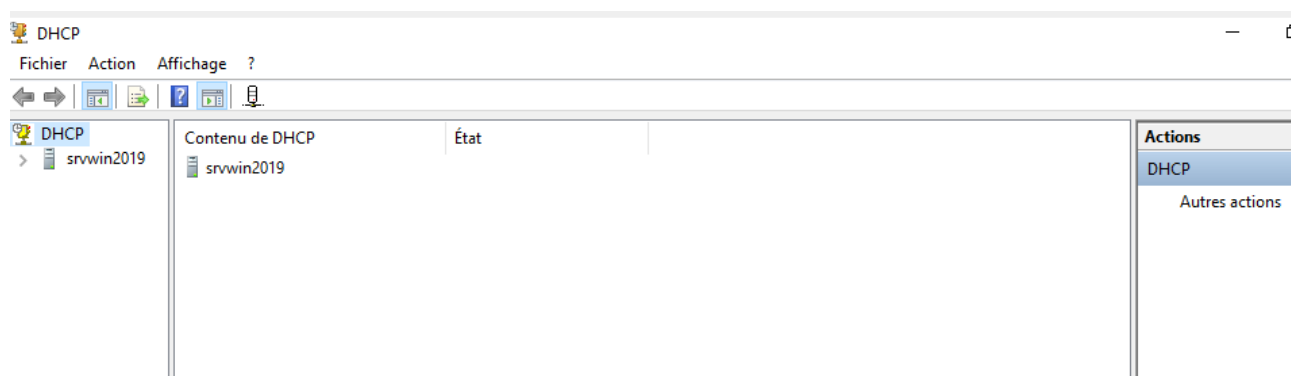 DHCP
Fichier Action Affichage ?
DHCP
srvwin2019
Contenu de DHCP État
srvwin2019
Actions
DHCP
Autres actions